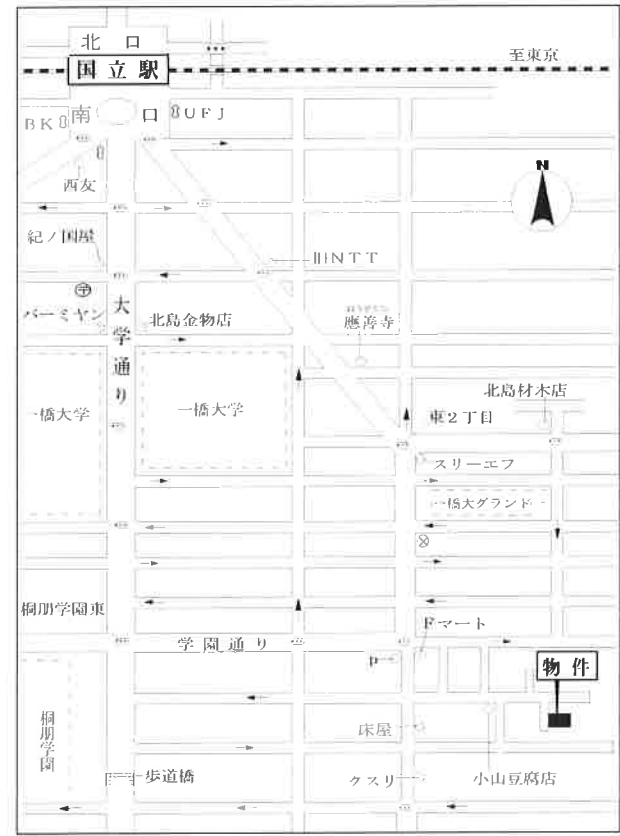 北口
国立駅
至東京
BK
南口
UFJ
西友
N
紀ノ国屋
旧NTT
〒
バーミヤン
大学通り
北島金物店
應善寺
一橋大学
一橋大学
北島材木店
東2丁目
スリーエフ
一橋大グランド
桐朋学園東
学園通り
Fマート
P
物件
桐朋学園
床屋
歩道橋
クスリ
小山豆腐店